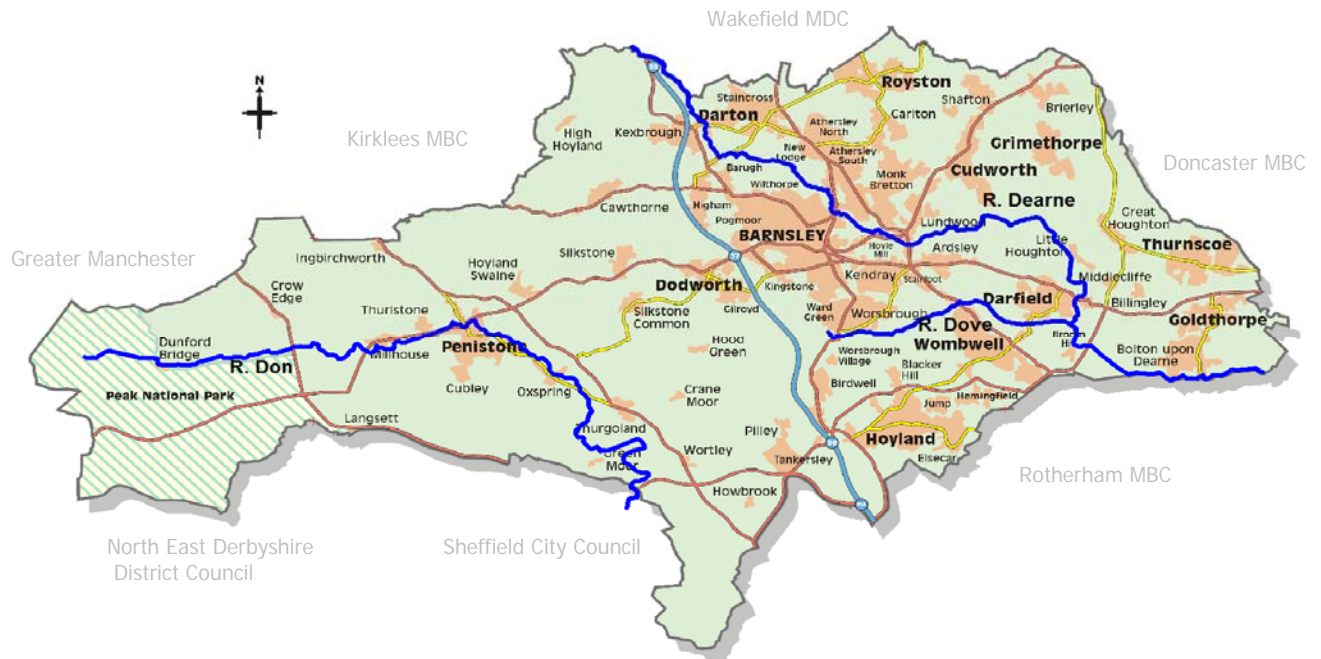 Wakefield MDC
N
Kirklees MBC
Doncaster MBC
Greater Manchester
Rotherham MBC
North East Derbyshire
District Council
Sheffield City Council
Royston
Staincross
Shafton
Brierley
Darton
Carlton
High
Hoyland
Kexbrough
Athersley
North
New
Lodge
Athersley
South
Grimethorpe
Cudworth
Barugh
Wilthorpe
Monk
Bretton
R. Dearne
Cawthorne
Higham
Pogmoor
Great
Houghton
BARNSLEY
Hoyle
Mill
Ardsley
Little
Houghton
Thurnscoe
Ingbirchworth
Hoyland
Swaine
Silkstone
Dodworth
Kingstone
Kendray
Stairfoot
Middlecliffe
Billingley
Crow
Edge
Thurlstone
Silkstone
Common
Gilroyd
Ward
Green
Worsbrough
Darfield
Goldthorpe
R. Dove
Wombwell
Dunford
Bridge
R. Don
Millhouse
Penistone
Hood
Green
Worsbrough
Village
Blacker
Hill
Bolton upon
Dearne
Peak National Park
Cubley
Oxspring
Crane
Moor
Birdwell
Jump
Hemingfield
Langsett
Thurgoland
Green
Moor
Wortley
Pilley
Tankersley
Hoyland
Elsecar
Howbrook
37